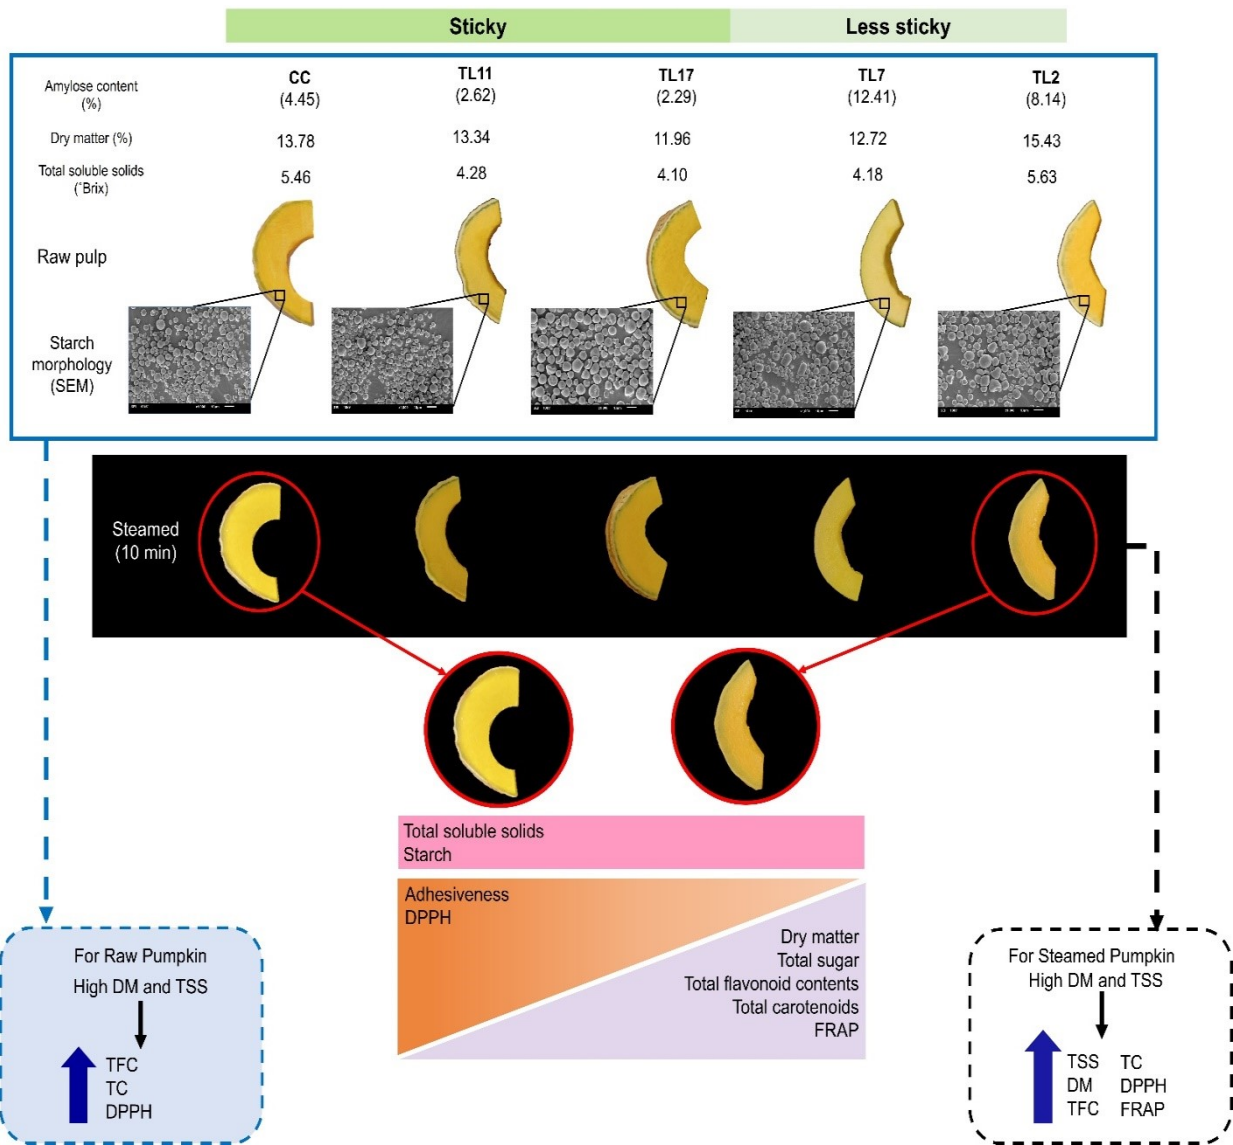 Sticky
Less sticky
Amylose content
(%)
CC
(4.45)
TL11
(2.62)
TL17
(2.29)
TL7
(12.41)
TL2
(8.14)
Dry matter (%)
13.78
13.34
11.96
12.72
15.43
Total soluble solids
(°Brix)
5.46
4.28
4.10
4.18
5.63
Raw pulp
Starch
morphology
(SEM)
Steamed
(10 min)
Total soluble solids
Starch
Adhesiveness
DPPH
Dry matter
Total sugar
Total flavonoid contents
Total carotenoids
FRAP
For Raw Pumpkin
High DM and TSS
TFC
TC
DPPH
For Steamed Pumpkin
High DM and TSS
TSS TC
DM DPPH
TFC FRAP